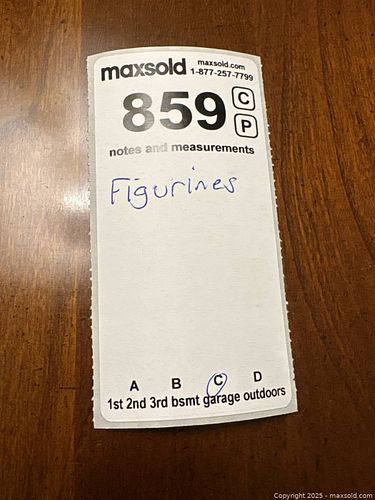 maxsold maxsold.com
1-877-257-7799
859 C
P
notes and measurements
Figurines
A B C D
1st 2nd 3rd bsmt garage outdoors
Copyright 2025 - maxsold.com